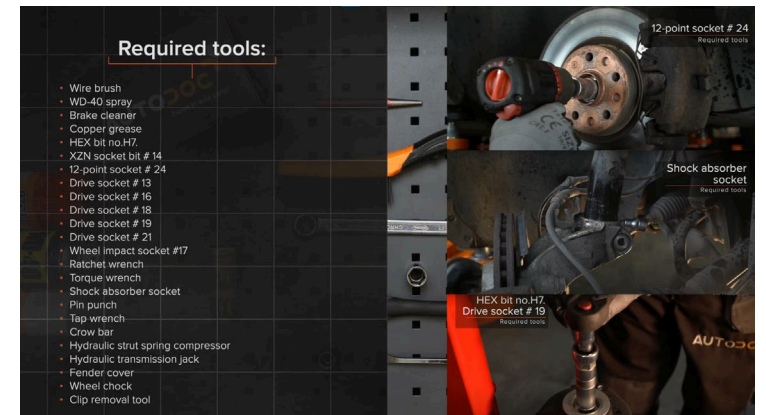 Required tools:
Wire brush
WD-40 spray
Brake cleaner
Copper grease
HEX bit no.H7.
XZN socket bit # 14
12-point socket # 24
Drive socket # 13
Drive socket # 16
Drive socket # 18
Drive socket # 19
Drive socket # 21
Wheel impact socket #17
Ratchet wrench
Torque wrench
Shock absorber socket
Pin punch
Tap wrench
Crow bar
Hydraulic strut spring compressor
Hydraulic transmission jack
Fender cover
Wheel chock
Clip removal tool
12-point socket # 24
Required tools
Shock absorber
socket
Required tools
HEX bit no.H7.
Drive socket # 19
Required tools
AUTODOC